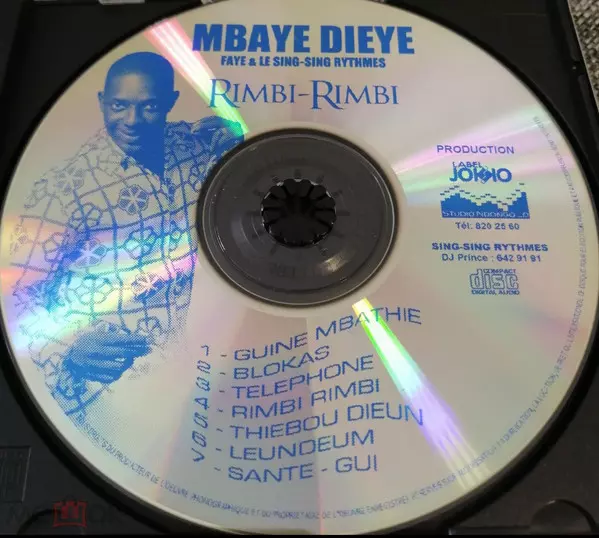 MBAYE DIEYE
FAYE & LE SING-SING RYTHMES
RIMBI-RIMBI
PRODUCTION
LABEL
JOKKO
STUDIO NDONGO_D
Tél: 820 25 60
SING-SING RYTHMES
DJ Prince : 642 91 91
COMPACT
disc
DIGITAL AUDIO
1 - GUINE MBATHIE
2 - BLOKAS
3 - TELEPHONE
4 - RIMBI RIMBI
5 - THIEBOU DIEUN
6 - LEUNDEUM
7 - SANTE - GUI